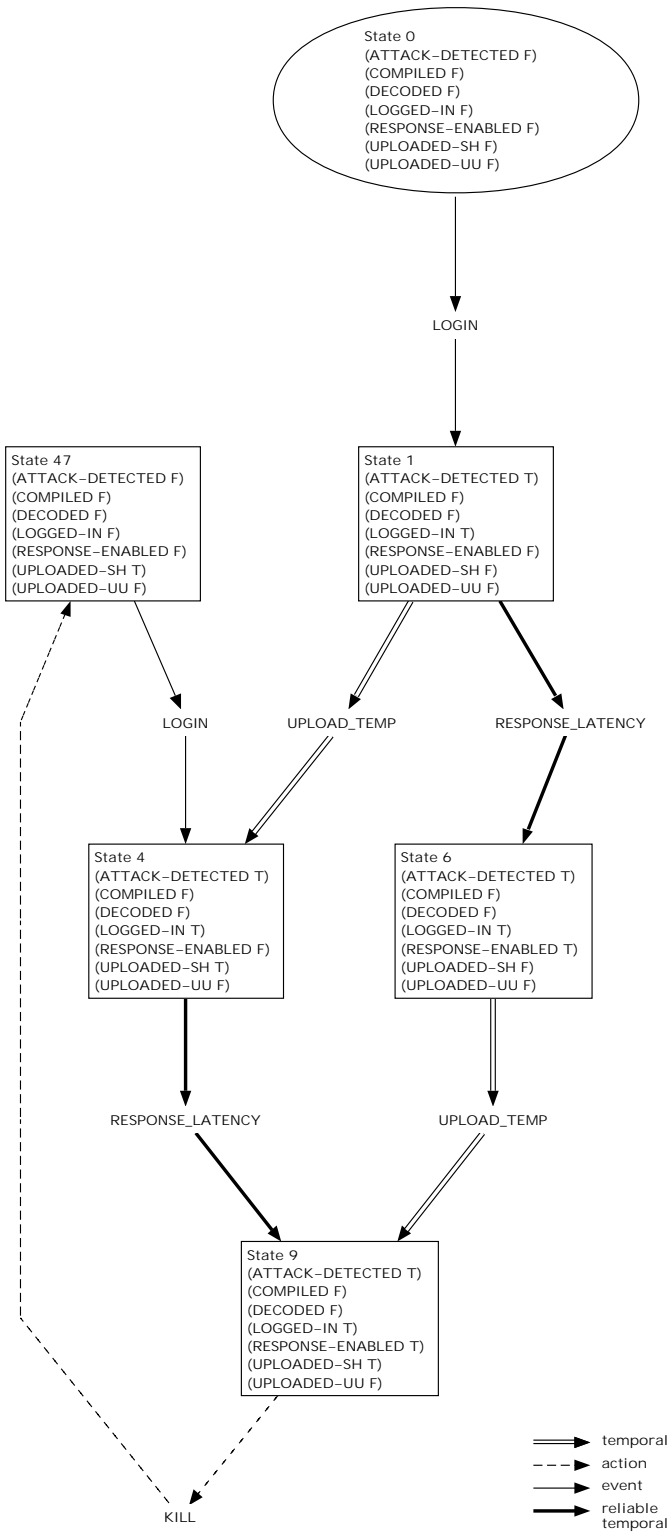 State 0
(ATTACK–DETECTED F)
(COMPILED F)
(DECODED F)
(LOGGED–IN F)
(RESPONSE–ENABLED F)
(UPLOADED–SH F)
(UPLOADED–UU F)
LOGIN
State 47
(ATTACK–DETECTED F)
(COMPILED F)
(DECODED F)
(LOGGED–IN F)
(RESPONSE–ENABLED F)
(UPLOADED–SH T)
(UPLOADED–UU F)
State 1
(ATTACK–DETECTED T)
(COMPILED F)
(DECODED F)
(LOGGED–IN T)
(RESPONSE–ENABLED F)
(UPLOADED–SH F)
(UPLOADED–UU F)
LOGIN
UPLOAD_TEMP
RESPONSE_LATENCY
State 4
(ATTACK–DETECTED T)
(COMPILED F)
(DECODED F)
(LOGGED–IN T)
(RESPONSE–ENABLED F)
(UPLOADED–SH T)
(UPLOADED–UU F)
State 6
(ATTACK–DETECTED T)
(COMPILED F)
(DECODED F)
(LOGGED–IN T)
(RESPONSE–ENABLED T)
(UPLOADED–SH F)
(UPLOADED–UU F)
RESPONSE_LATENCY
UPLOAD_TEMP
State 9
(ATTACK–DETECTED T)
(COMPILED F)
(DECODED F)
(LOGGED–IN T)
(RESPONSE–ENABLED T)
(UPLOADED–SH T)
(UPLOADED–UU F)
KILL
temporal
action
event
reliable
temporal